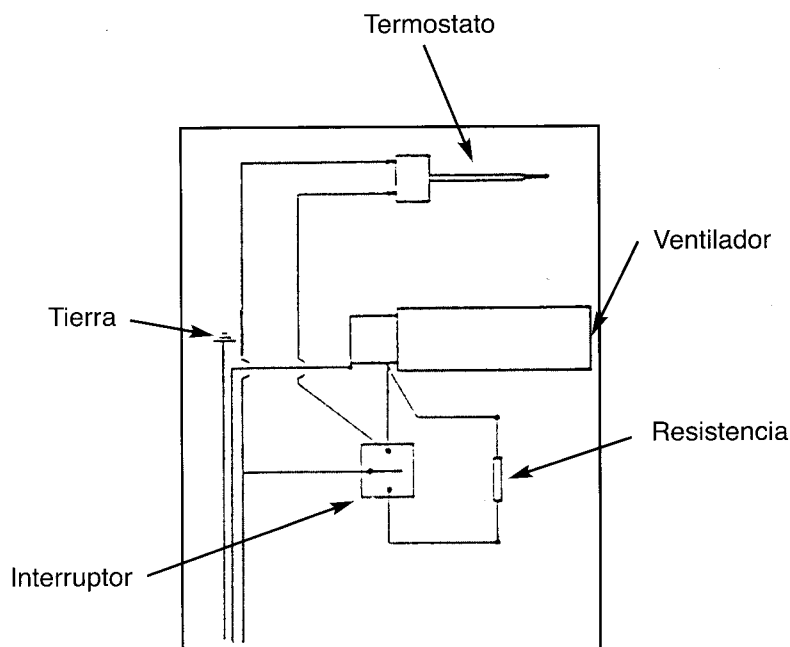 Termostato
Ventilador
Tierra
Resistencia
Interruptor